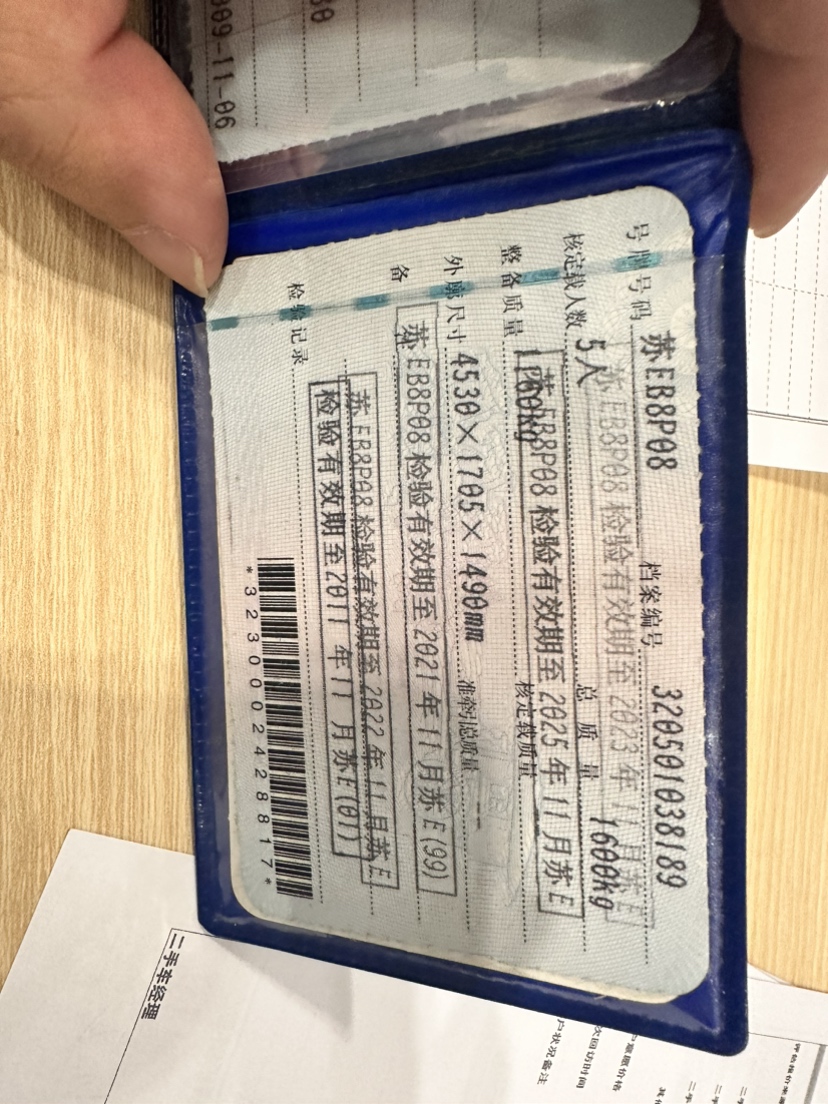 009-11-06
号牌号码 苏EB8P08 档案编号 320501038189
核定载人数 5人 总质量 1600kg
苏EB8P08 检验有效期至 2023年11月苏E
整备质量 核定载质量
苏EB8P08 检验有效期至 2025年11月苏E
外廓尺寸 4530×1705×1490mm 准牵引总质量 --
备
苏EB8P08 检验有效期至 2021年11月苏E(99)
苏EB8P08 检验有效期至 2022年11月苏E
检验记录
检验有效期至2011 年11 月苏E(01)
*3230002428817*
二手车经理